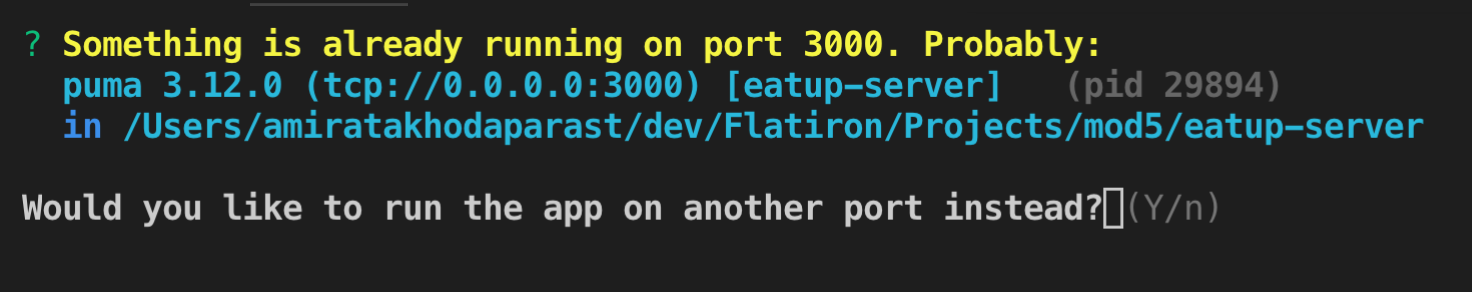 ? Something is already running on port 3000. Probably:
puma 3.12.0 (tcp://0.0.0.0:3000) [eatup-server] (pid 29894)
in /Users/amiratakhodaparast/dev/Flatiron/Projects/mod5/eatup-server
Would you like to run the app on another port instead? (Y/n)